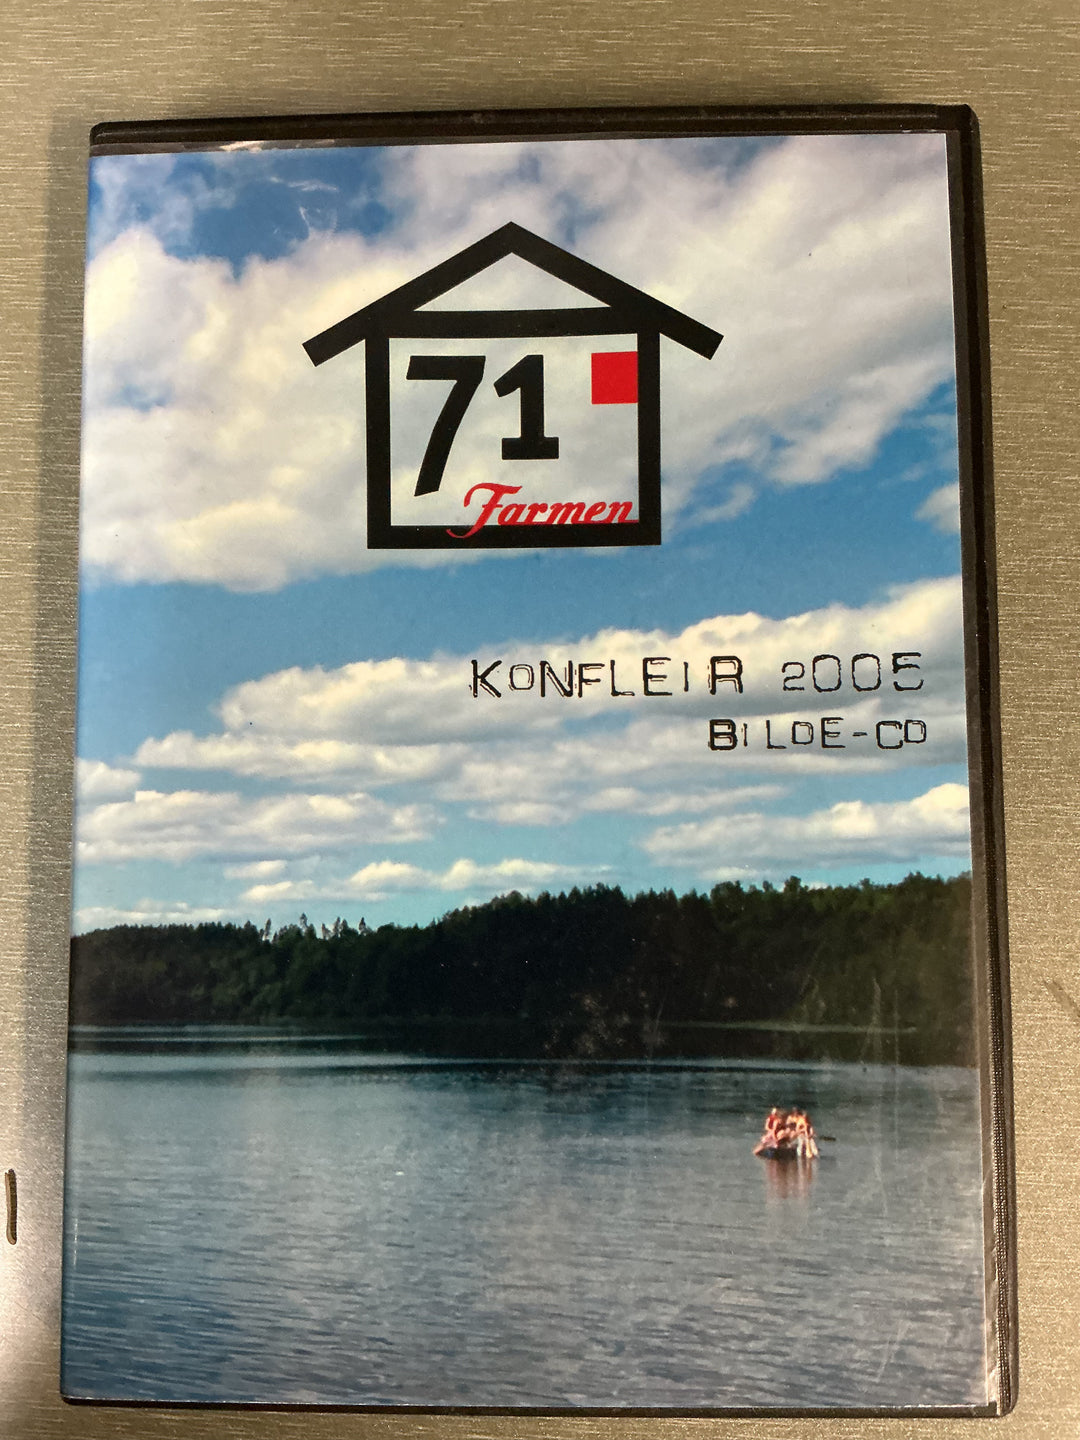 71
Farmen
KONFLEIR 2005
BILDE-CD